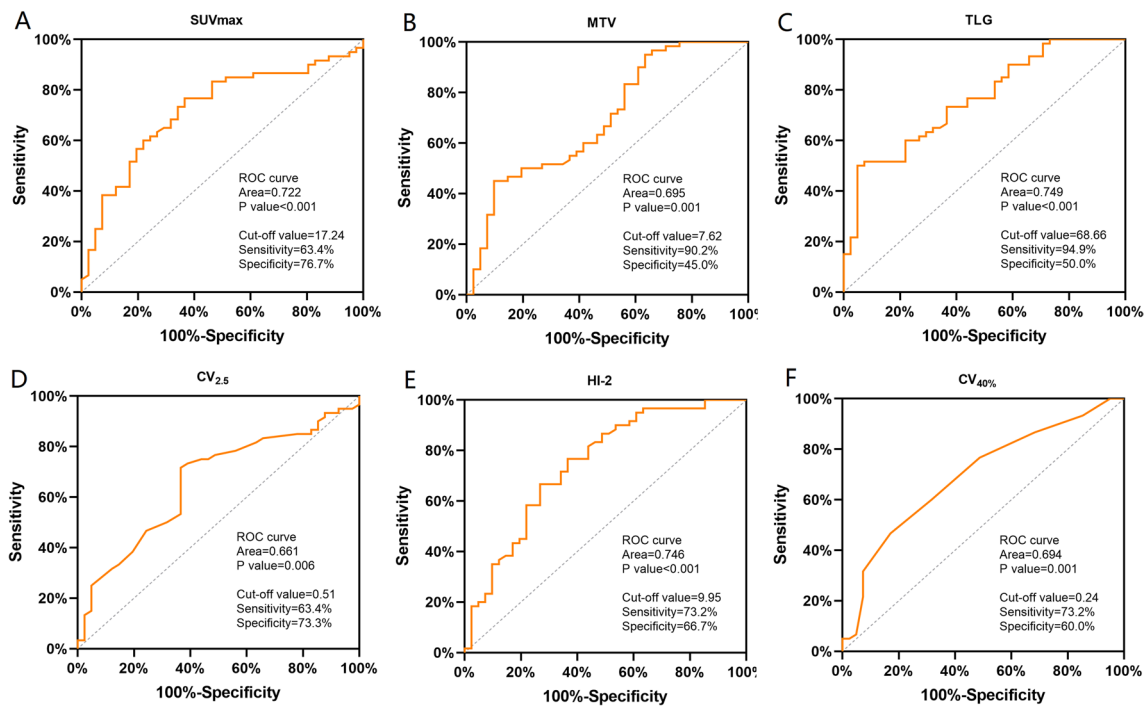 A
SUVmax
100%
80%
60%
40%
20%
0%
Sensitivity
ROC curve
Area=0.722
P value<0.001
Cut-off value=17.24
Sensitivity=63.4%
Specificity=76.7%
0% 20% 40% 60% 80% 100%
100%-Specificity
B
MTV
100%
80%
60%
40%
20%
0%
Sensitivity
ROC curve
Area=0.695
P value=0.001
Cut-off value=7.62
Sensitivity=90.2%
Specificity=45.0%
0% 20% 40% 60% 80% 100%
100%-Specificity
C
TLG
100%
80%
60%
40%
20%
0%
Sensitivity
ROC curve
Area=0.749
P value<0.001
Cut-off value=68.66
Sensitivity=94.9%
Specificity=50.0%
0% 20% 40% 60% 80% 100%
100%-Specificity
D
CV2.5
100%
80%
60%
40%
20%
0%
Sensitivity
ROC curve
Area=0.661
P value=0.006
Cut-off value=0.51
Sensitivity=63.4%
Specificity=73.3%
0% 20% 40% 60% 80% 100%
100%-Specificity
E
HI-2
100%
80%
60%
40%
20%
0%
Sensitivity
ROC curve
Area=0.746
P value<0.001
Cut-off value=9.95
Sensitivity=73.2%
Specificity=66.7%
0% 20% 40% 60% 80% 100%
100%-Specificity
F
CV40%
100%
80%
60%
40%
20%
0%
Sensitivity
ROC curve
Area=0.694
P value=0.001
Cut-off value=0.24
Sensitivity=73.2%
Specificity=60.0%
0% 20% 40% 60% 80% 100%
100%-Specificity